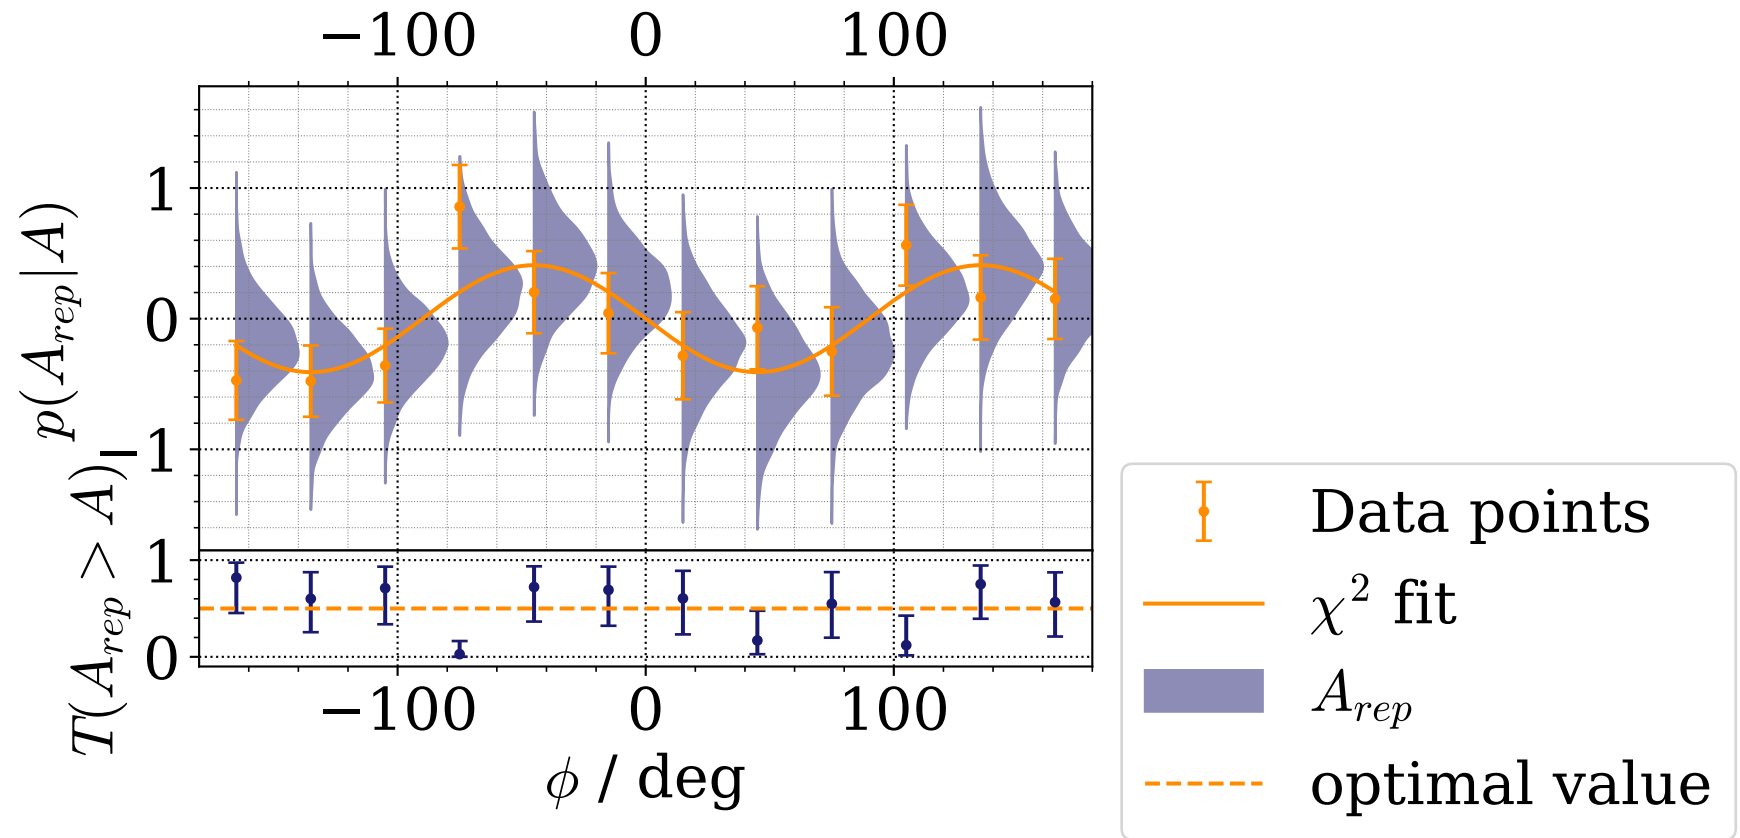 −100 0 100
p(A_rep|A)
1
0
−1
T(A_rep > A)
1
0
−100 0 100
ϕ / deg
Data points
χ² fit
A_rep
optimal value